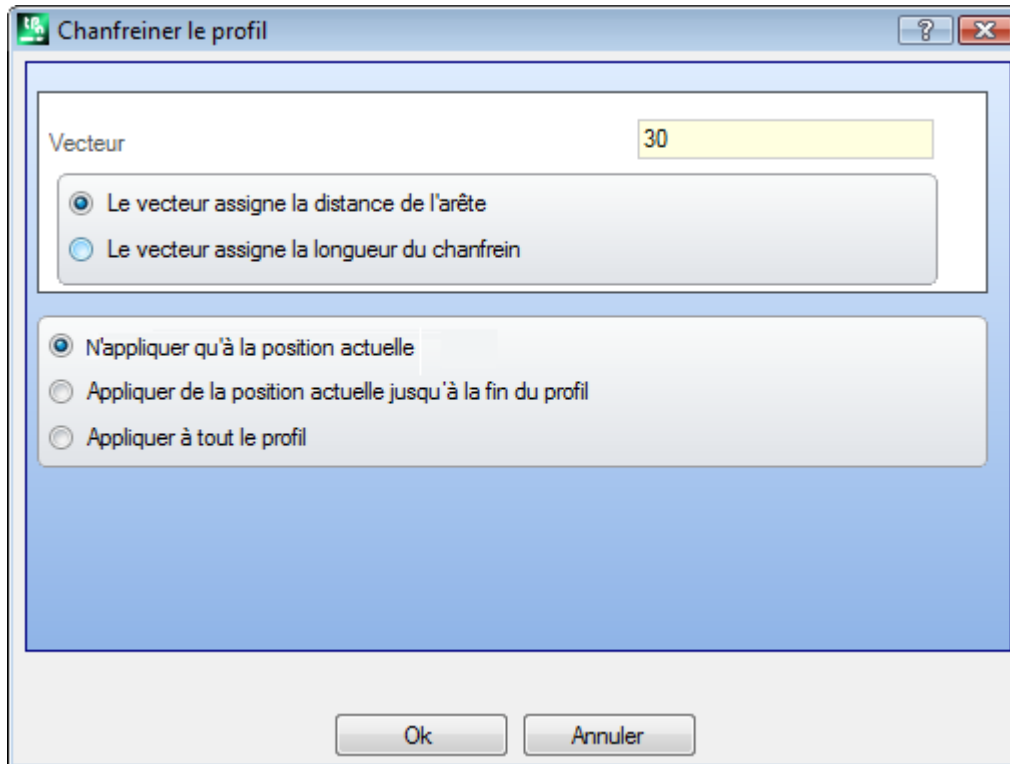 Chanfreiner le profil
Vecteur 30
Le vecteur assigne la distance de l'arête
Le vecteur assigne la longueur du chanfrein
N'appliquer qu'à la position actuelle
Appliquer de la position actuelle jusqu'à la fin du profil
Appliquer à tout le profil
Ok Annuler